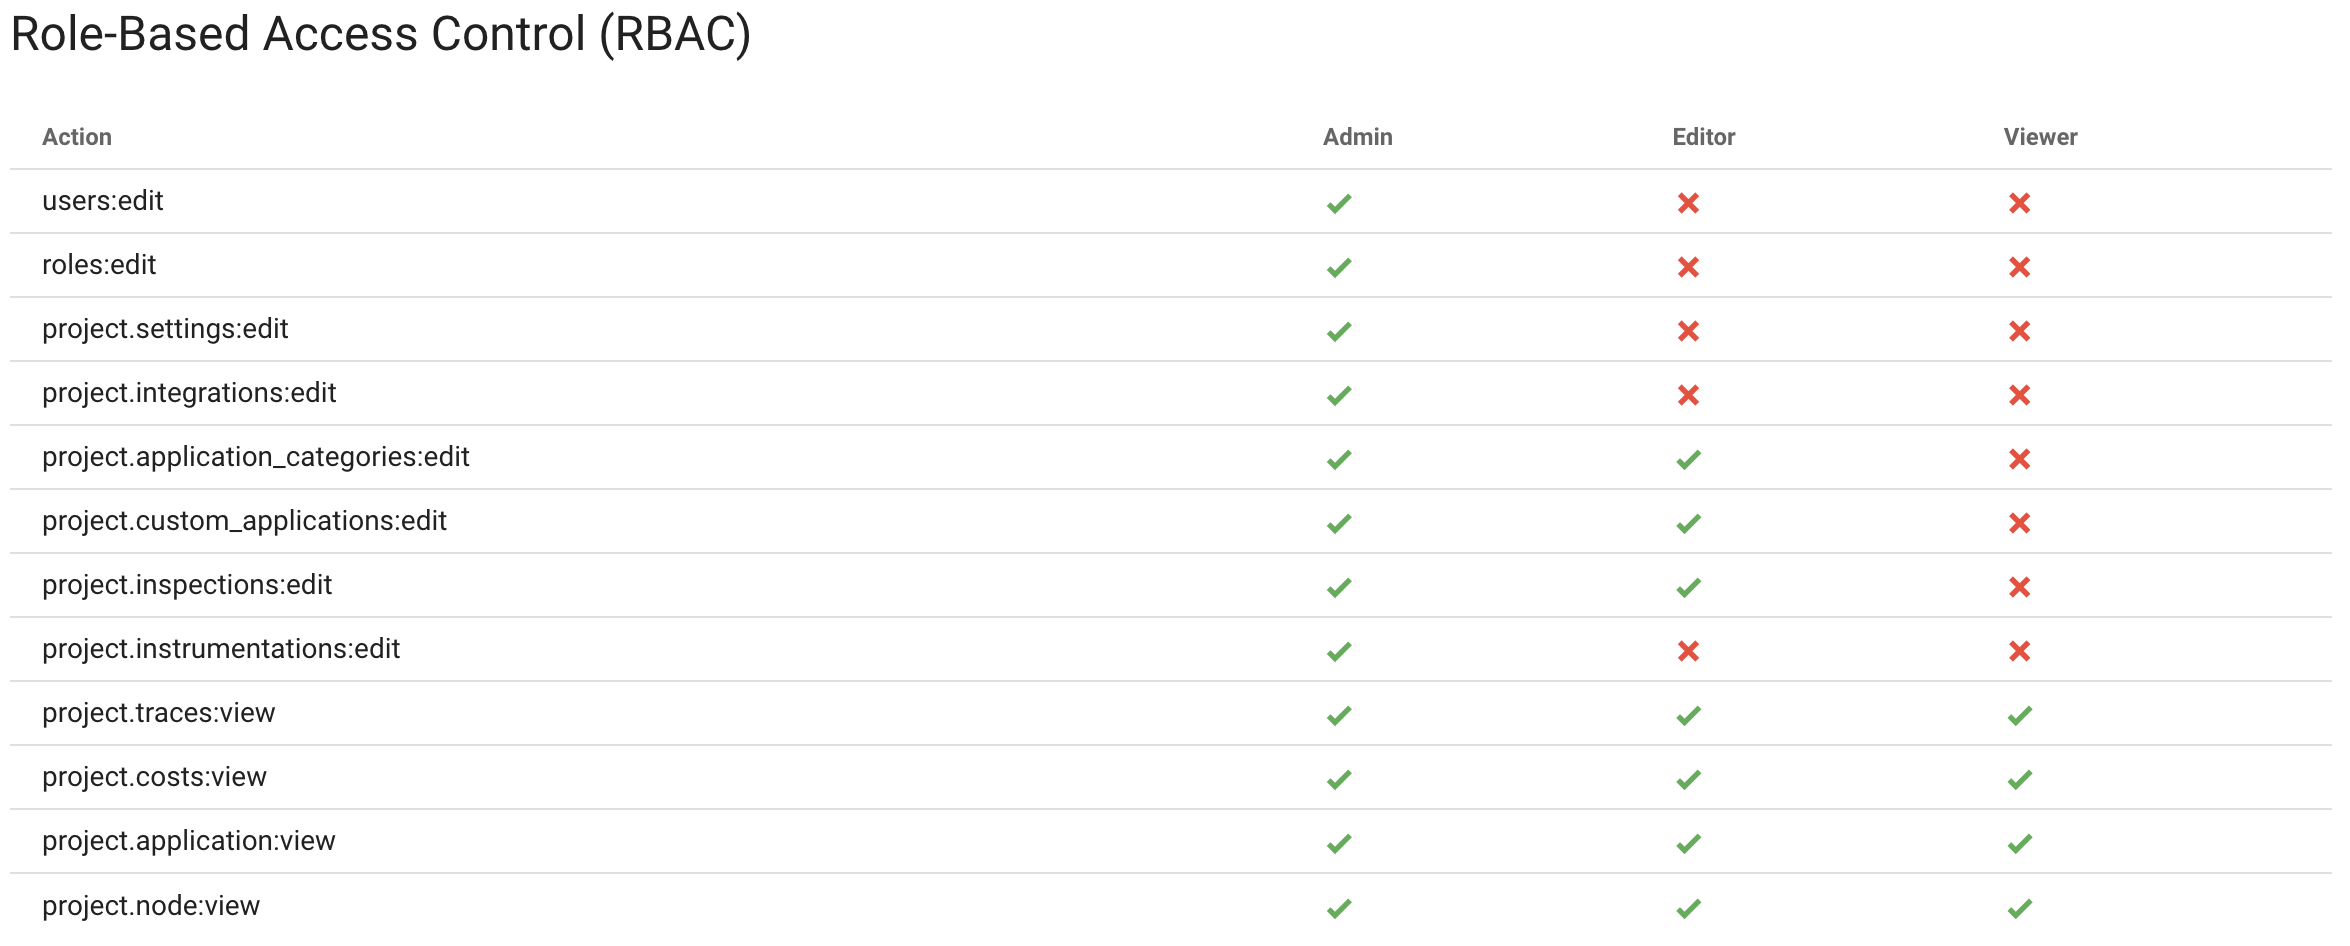 Role-Based Access Control (RBAC)
Action Admin Editor Viewer
users:edit
roles:edit
project.settings:edit
project.integrations:edit
project.application_categories:edit
project.custom_applications:edit
project.inspections:edit
project.instrumentations:edit
project.traces:view
project.costs:view
project.application:view
project.node:view